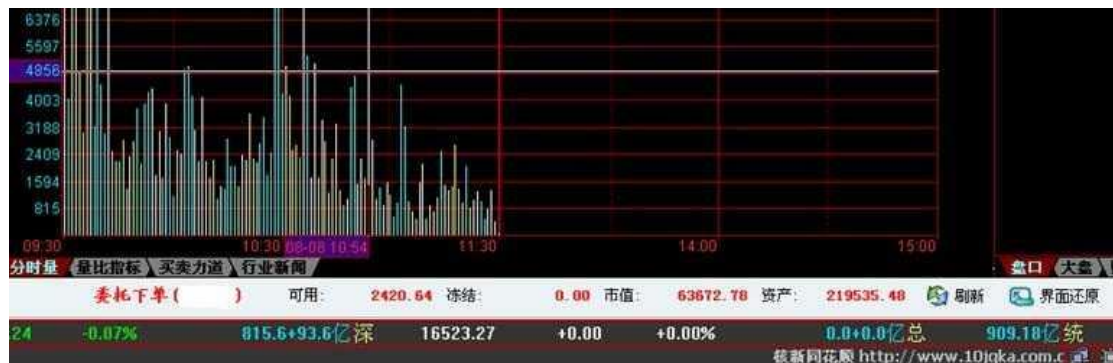 6376
5597
4856
4003
3188
2409
1594
815
09:30 10:30 08-08 10:54 11:30 14:00 15:00
分时量 量比指标 买卖力道 行业新闻 盘口 大盘
委托下单( ) 可用: 2420.64 冻结: 0.00 市值: 63672.78 资产: 219535.48 刷新 界面还原
.24 -0.07% 815.6+93.6亿 深 16523.27 +0.00 +0.00% 0.0+0.0亿 总 909.18亿 统
核新同花顺 http://www.10jqka.com.c